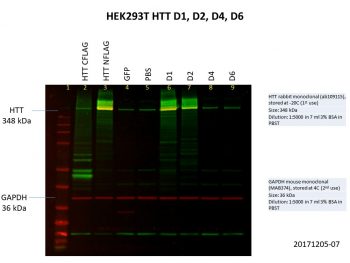 HEK293T HTT D1, D2, D4, D6
HTT CFLAG
HTT NFLAG
GFP
PBS
D1
D2
D4
D6
1 2 3 4 5 6 7 8 9
HTT
348 kDa
GAPDH
36 kDa
HTT rabbit monoclonal (ab109115),
stored at -20C (1st use)
Size: 348 kDa
Dilution: 1:5000 in 7 ml 3% BSA in
PBST
GAPDH mouse monoclonal
(MAB374), stored at 4C (2nd use)
Size: 36 kDa
Dilution: 1:5000 in 7 ml 3% BSA in
PBST
20171205-07